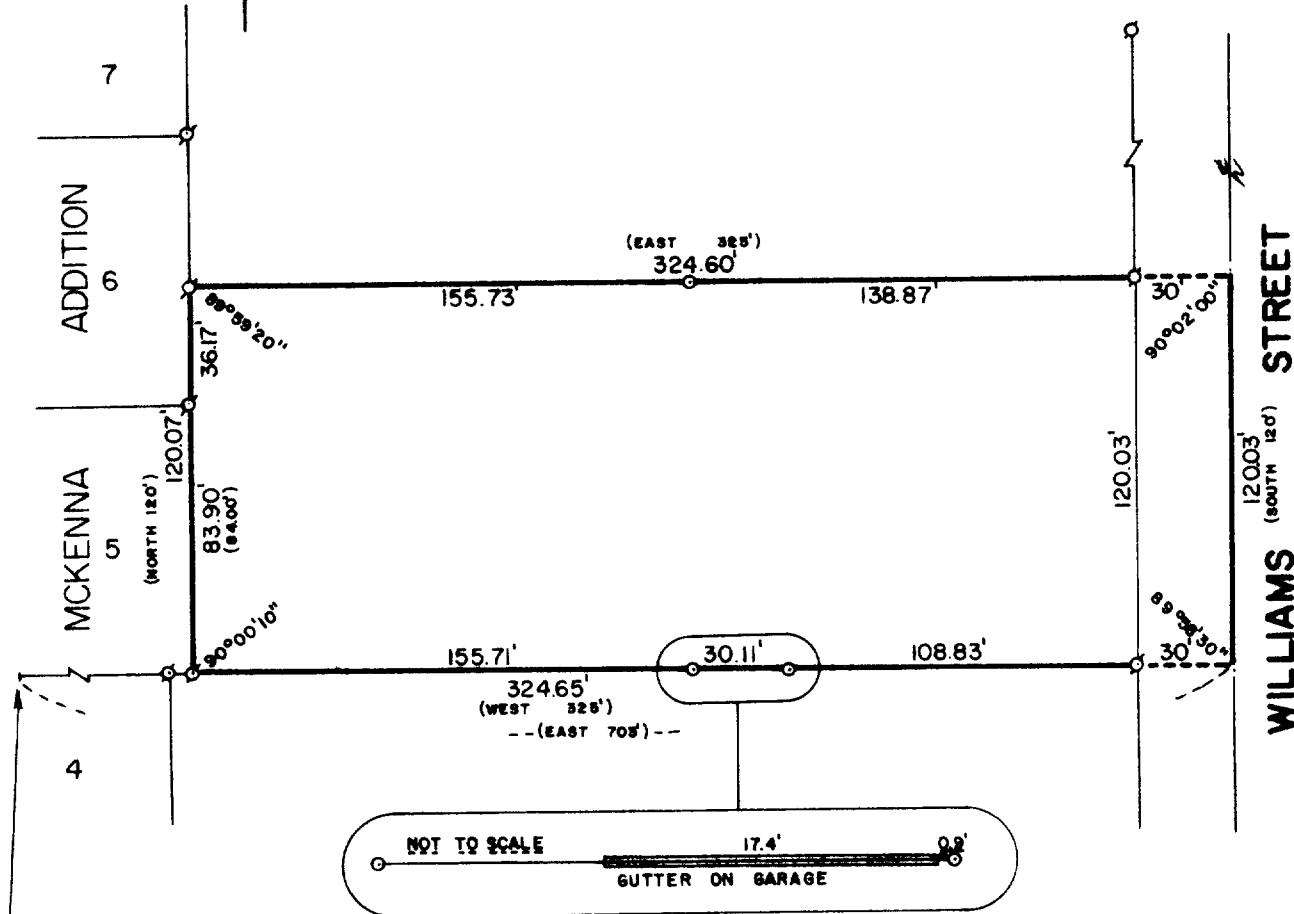 7
ADDITION
6
(EAST 325')
324.60'
155.73'
138.87'
30'
89°59'20"
90°02'00"
36.17'
STREET
120.07'
(NORTH 120')
83.90'
(84.00')
120.03'
120.03'
(SOUTH 120')
MCKENNA
5
WILLIAMS
90°00'10"
30'
155.71'
30.11'
108.83'
324.65'
(WEST 325')
--(EAST 705')--
4
NOT TO SCALE
17.4'
GUTTER ON GARAGE